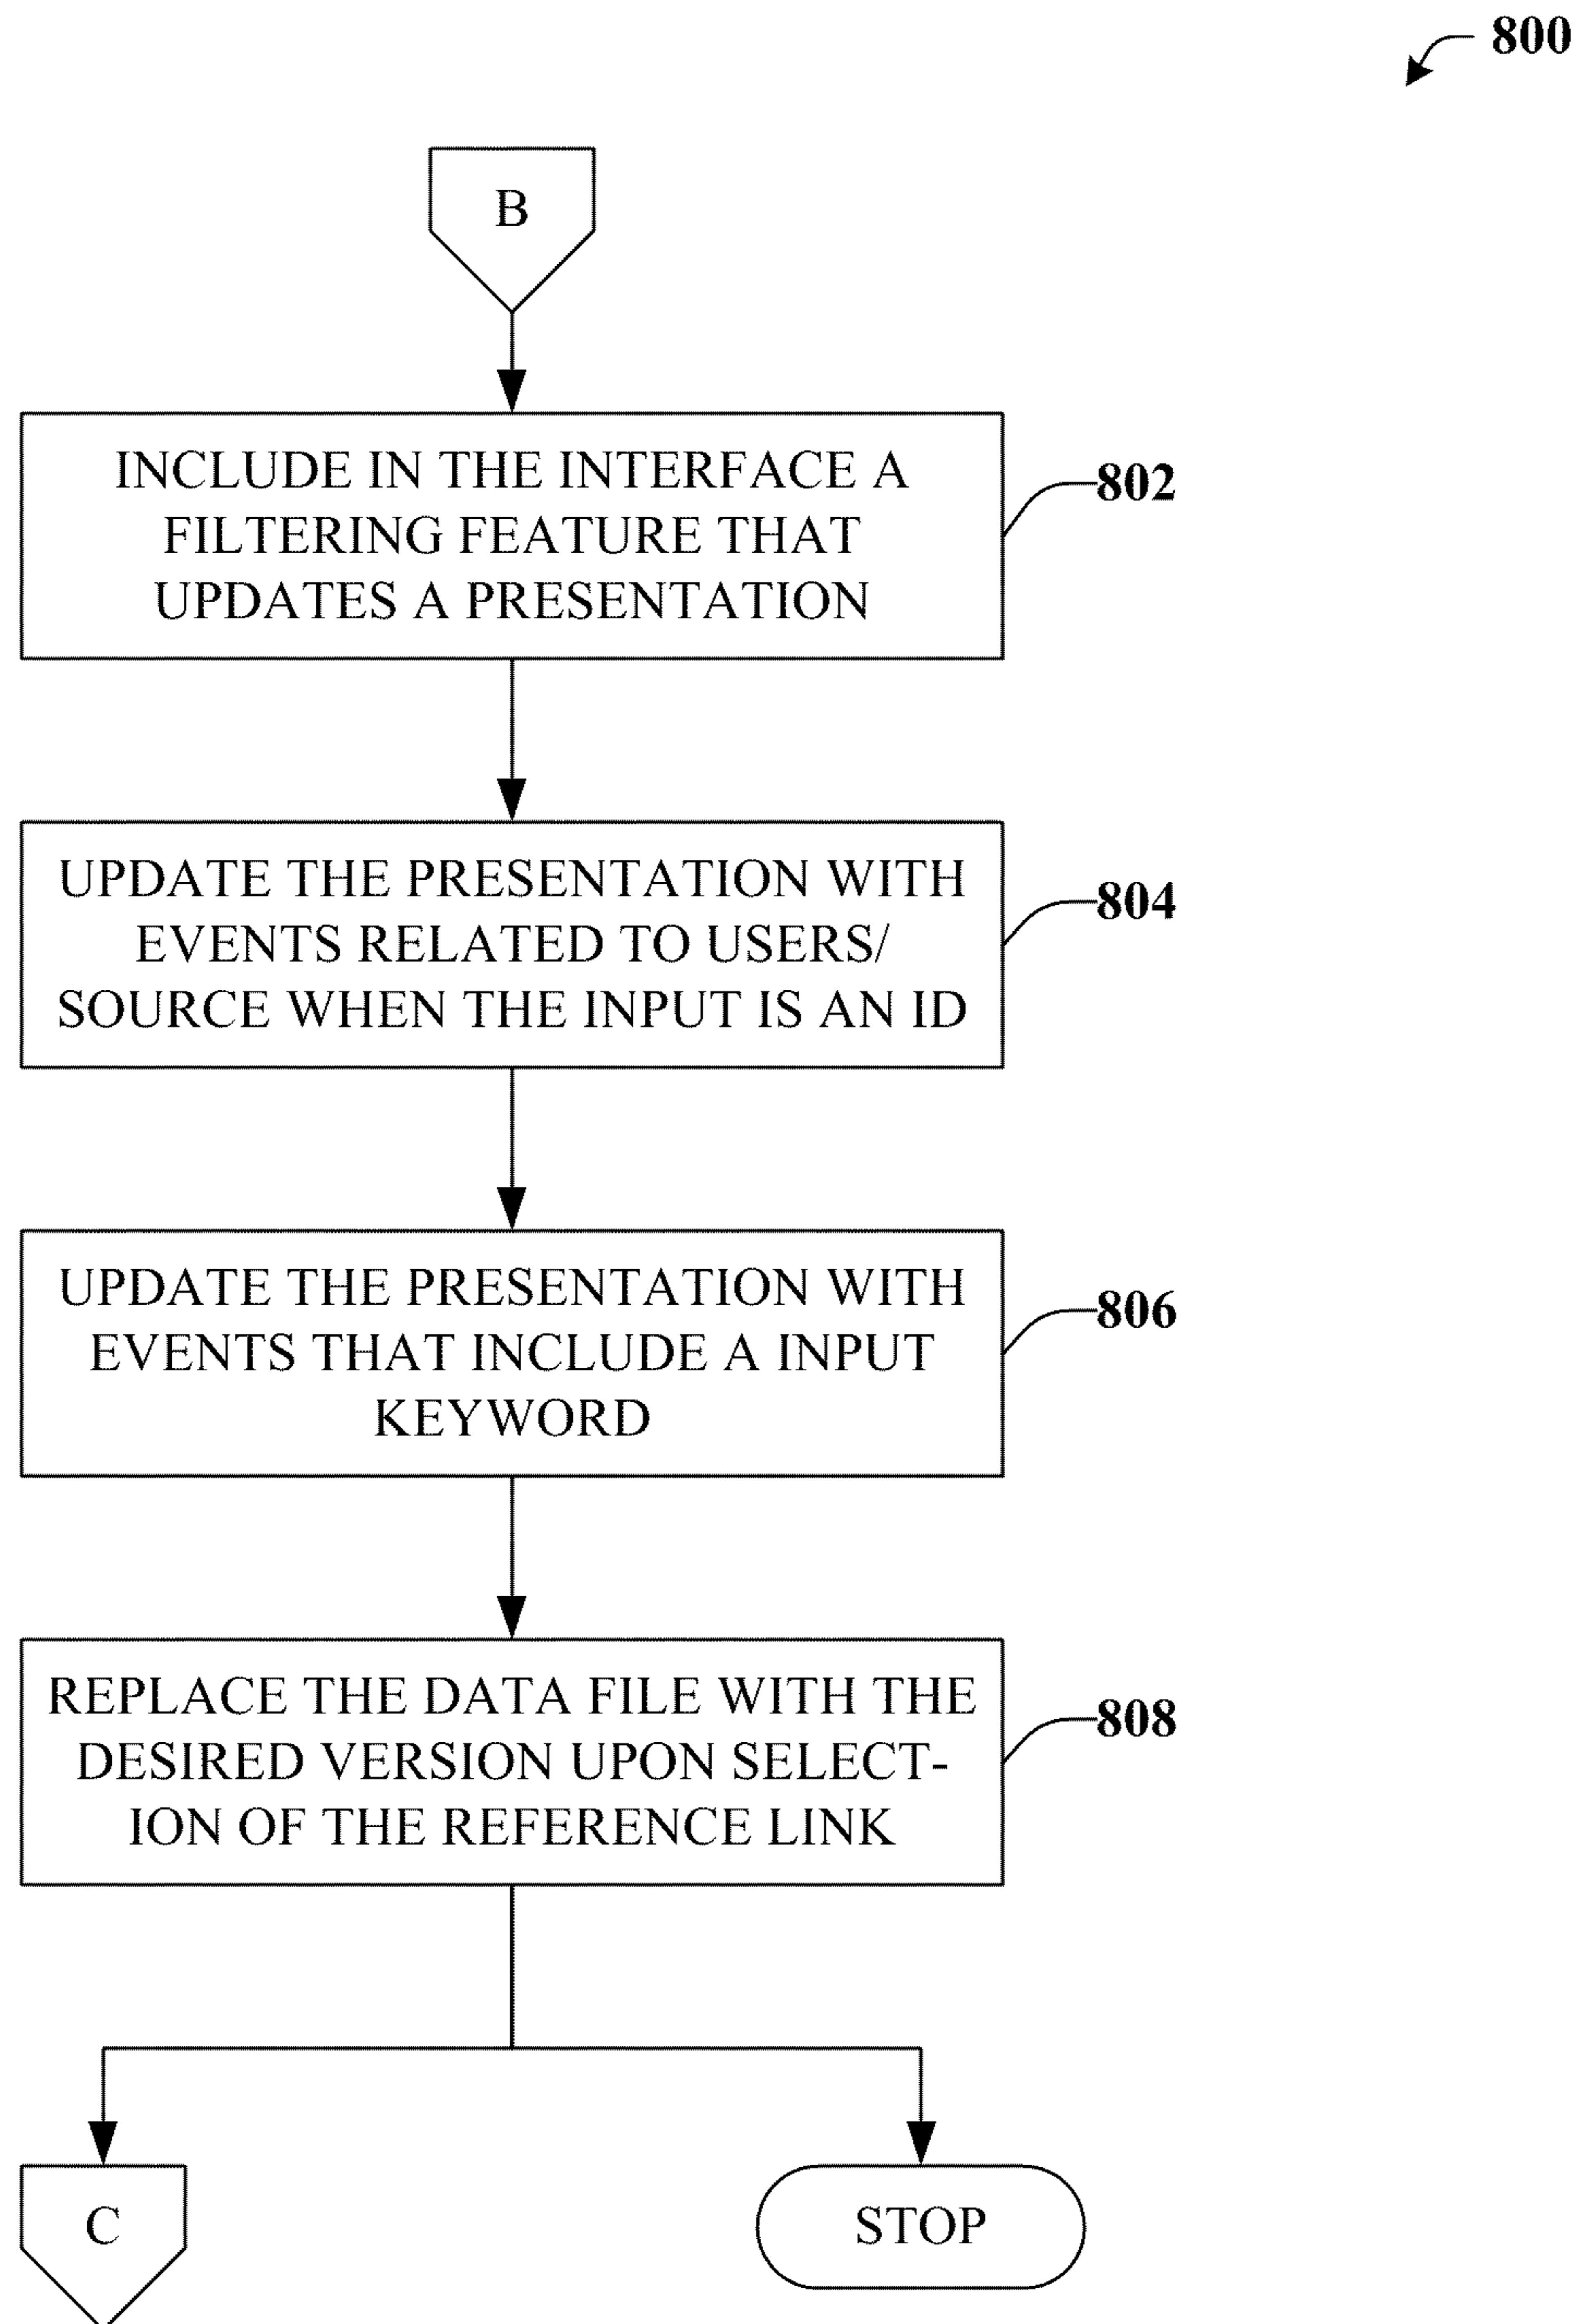 800
B
INCLUDE IN THE INTERFACE A
FILTERING FEATURE THAT
UPDATES A PRESENTATION
802
UPDATE THE PRESENTATION WITH
EVENTS RELATED TO USERS/
SOURCE WHEN THE INPUT IS AN ID
804
UPDATE THE PRESENTATION WITH
EVENTS THAT INCLUDE A INPUT
KEYWORD
806
REPLACE THE DATA FILE WITH THE
DESIRED VERSION UPON SELECT-
ION OF THE REFERENCE LINK
808
C
STOP